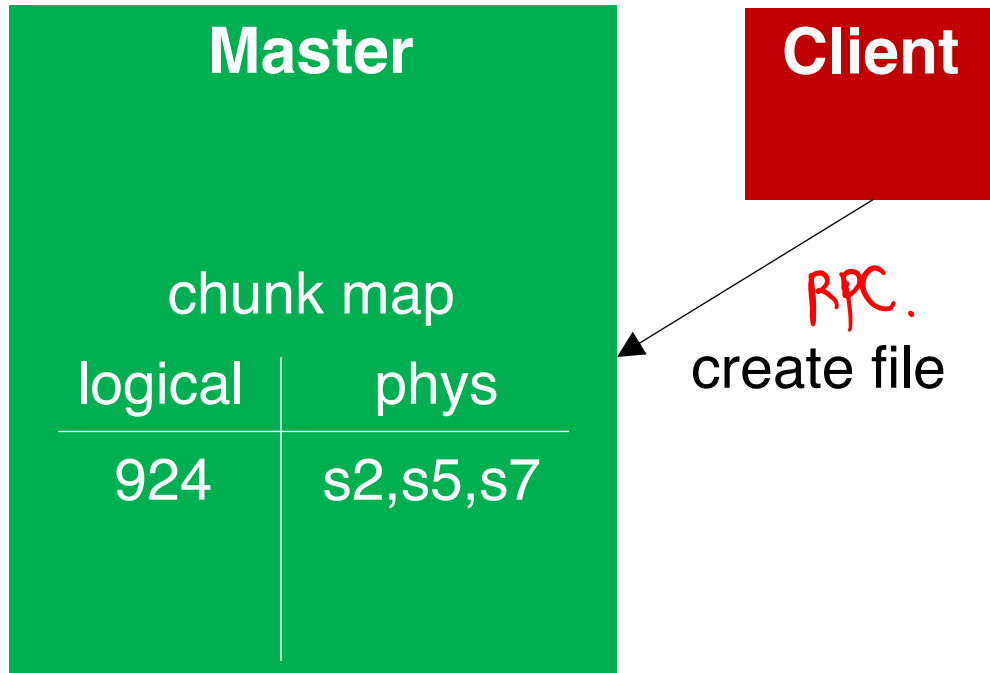 Master
Client
chunk map
logical phys
924 s2,s5,s7
RPC.
create file